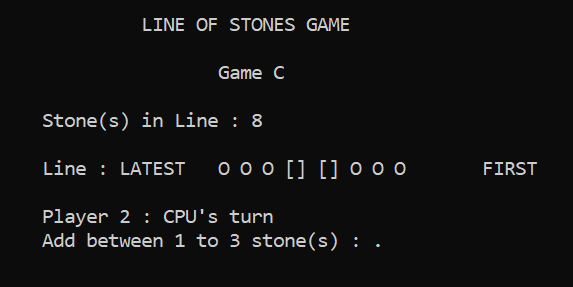 LINE OF STONES GAME
Game C
Stone(s) in Line : 8
Line : LATEST O O O [] [] O O O FIRST
Player 2 : CPU's turn
Add between 1 to 3 stone(s) : .